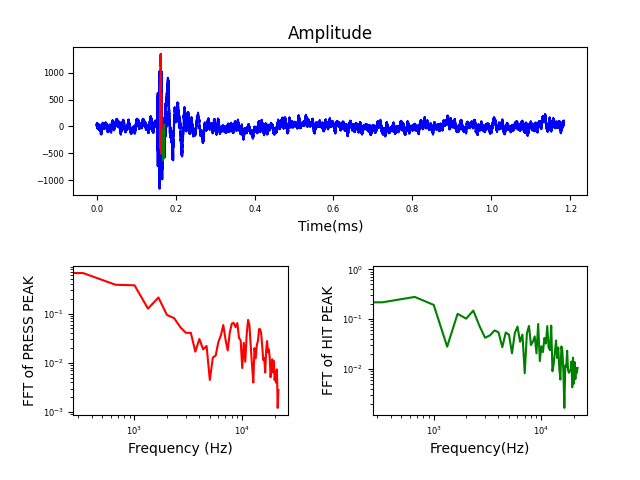 Amplitude
1000
500
0
−500
−1000
0.0 0.2 0.4 0.6 0.8 1.0 1.2
Time(ms)
FFT of PRESS PEAK
10⁻¹
10⁻²
10⁻³
10³ 10⁴
Frequency (Hz)
FFT of HIT PEAK
10⁰
10⁻¹
10⁻²
10³ 10⁴
Frequency(Hz)